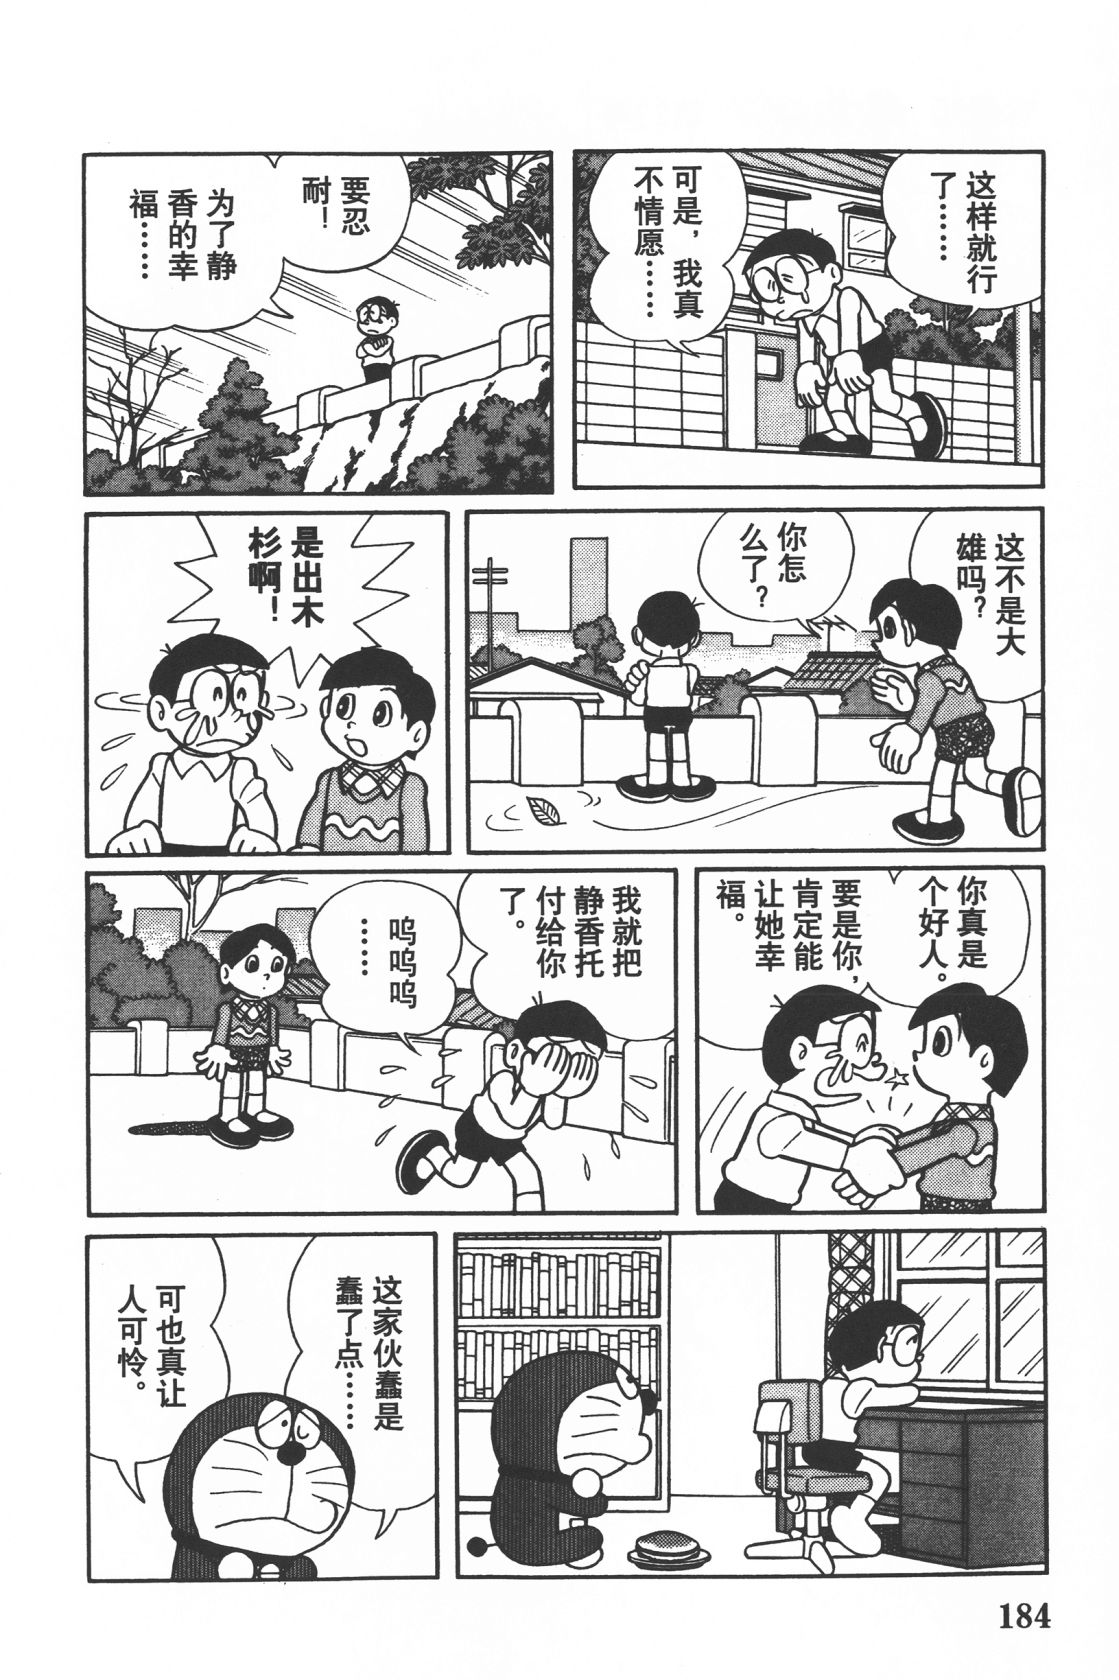 这样就行
了……
可是，我真
不情愿……
要忍
耐！
为了静
香的幸
福……
这不是大
雄吗？
你怎
么了？
是出木
杉啊！
你真是
个好人。
要是你，
肯定能
让她幸
福。
我就把
静香托
付给你
了。
呜呜呜
……
这家伙蠢是
蠢了点……
可也真让
人可怜。
184